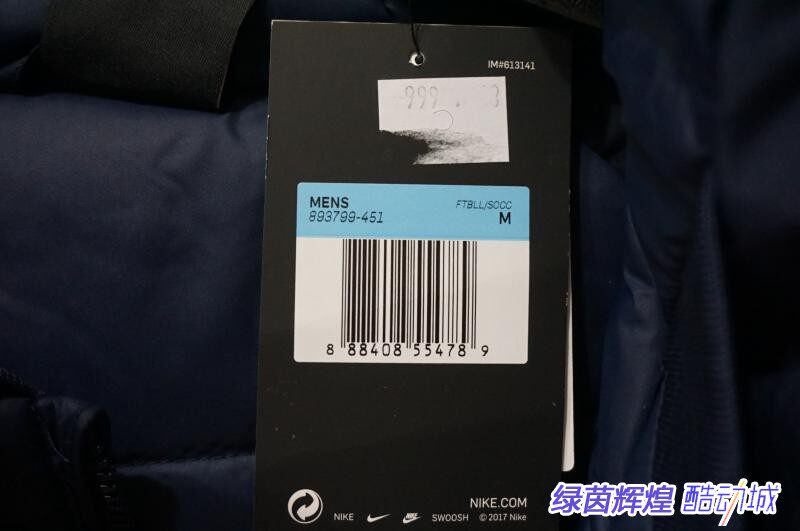 IM#613141
999
MENS
893799-451
FTBLL/SOCC
M
8 88408 55478 9
NIKE.COM
NIKE SWOOSH © 2017 Nike
绿茵辉煌 酷动城